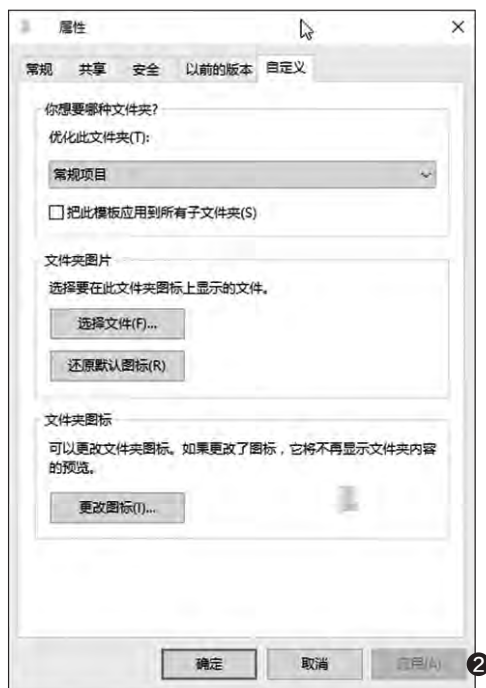 属性
常规 共享 安全 以前的版本 自定义
你想要哪种文件夹?
优化此文件夹(T):
常规项目
把此模板应用到所有子文件夹(S)
文件夹图片
选择要在此文件夹图标上显示的文件。
选择文件(F)...
还原默认图标(R)
文件夹图标
可以更改文件夹图标。如果更改了图标，它将不再显示文件夹内容
的预览。
更改图标(I)...
确定 取消 应用(A) 2